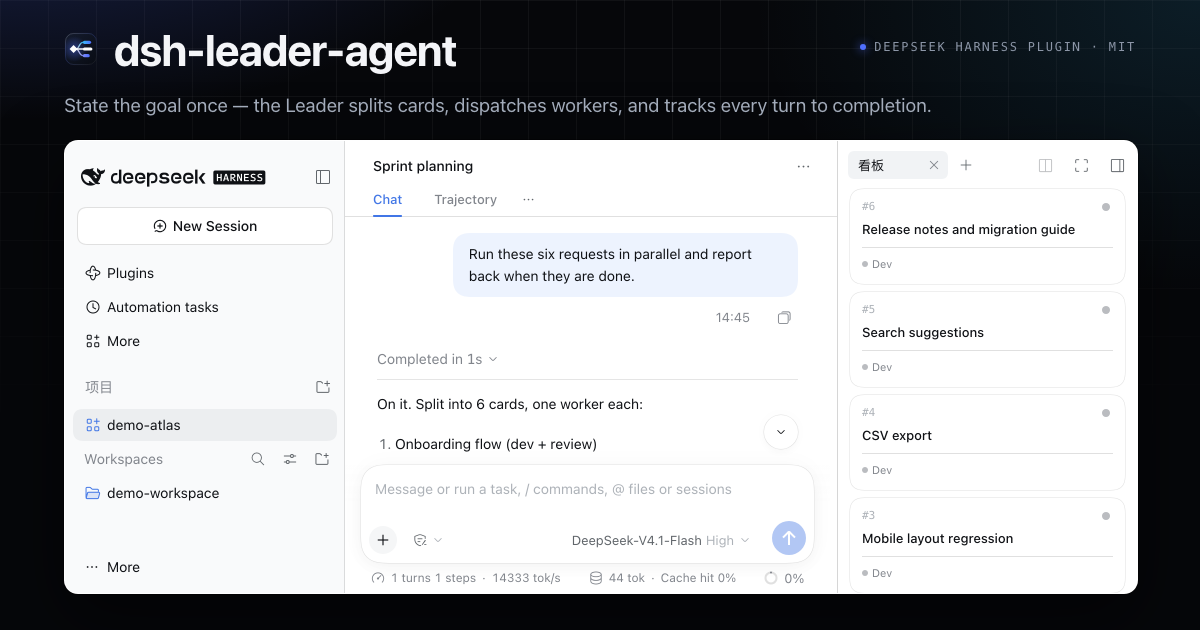 dsh-leader-agent
DEEPSEEK HARNESS PLUGIN · MIT
State the goal once — the Leader splits cards, dispatches workers, and tracks every turn to completion.
deepseek HARNESS
New Session
Plugins
Automation tasks
More
项目
demo-atlas
Workspaces
demo-workspace
··· More
Sprint planning
···
Chat
Trajectory
···
Run these six requests in parallel and report
back when they are done.
14:45
Completed in 1s
On it. Split into 6 cards, one worker each:
1. Onboarding flow (dev + review)
Message or run a task, / commands, @ files or sessions
DeepSeek-V4.1-Flash High
1 turns 1 steps · 14333 tok/s
44 tok · Cache hit 0%
0%
看板
#6
Release notes and migration guide
Dev
#5
Search suggestions
Dev
#4
CSV export
Dev
#3
Mobile layout regression
Dev